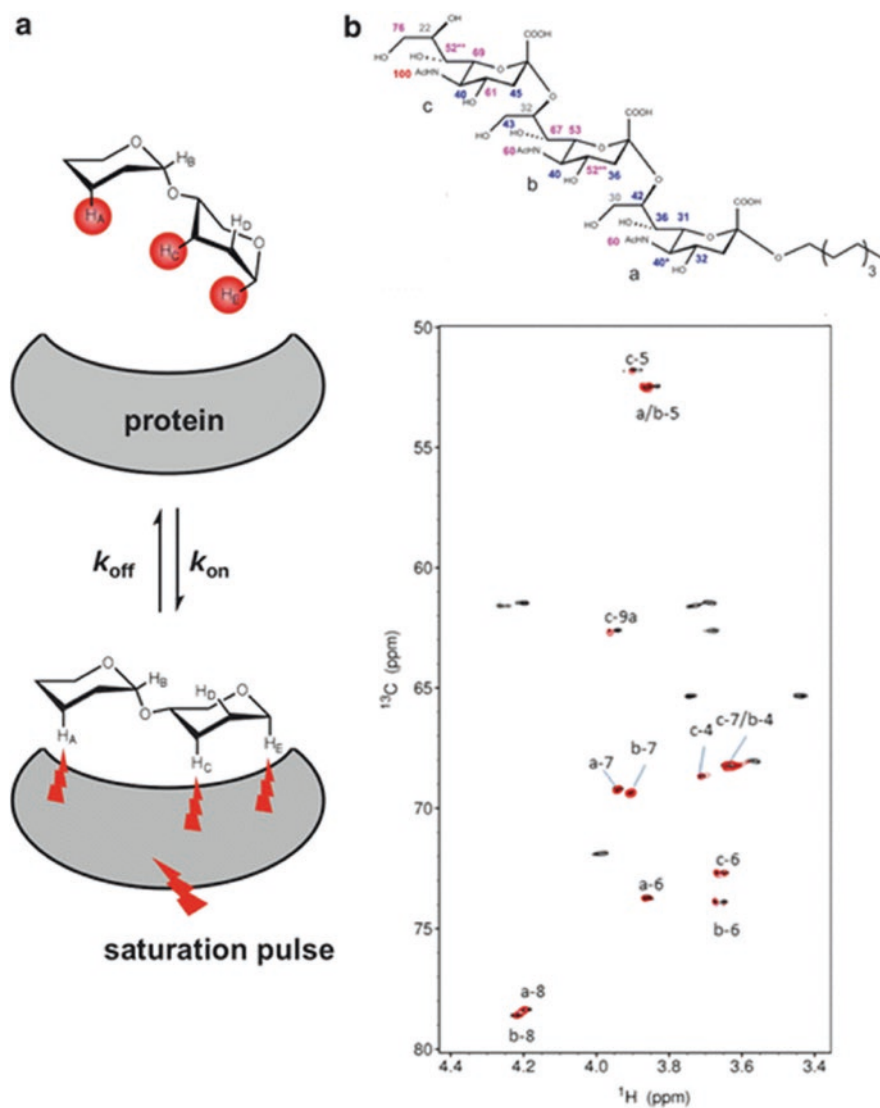 a
H_B
O
O
H_D
O
H_A
H_C
H_E
protein
k_off
k_on
O
H_B
H_D
O
O
H_A
H_C
H_E
saturation pulse
b
OH
76
22
COOH
HO
52**
69
HO
O
100
AcHN
O
40
61
45
HO
c
32
COOH
43
67
53
HO
HO
O
60
AcHN
O
40
52**
36
HO
b
30
42
COOH
36
31
HO
HO
O
60
AcHN
O
40*
32
HO
3
a
50
c-5
a/b-5
55
60
c-9a
65
c-7/b-4
c-4
b-7
a-7
70
c-6
a-6
75
b-6
a-8
b-8
80
13C (ppm)
4.4 4.2 4.0 3.8 3.6 3.4
1H (ppm)